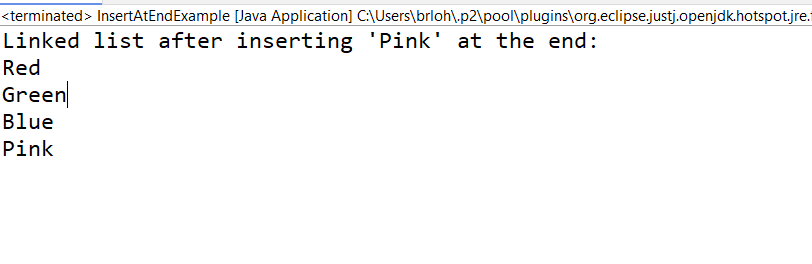 <terminated> InsertAtEndExample [Java Application] C:\Users\brloh\.p2\pool\plugins\org.eclipse.justj.openjdk.hotspot.jre.
Linked list after inserting 'Pink' at the end:
Red
Green
Blue
Pink